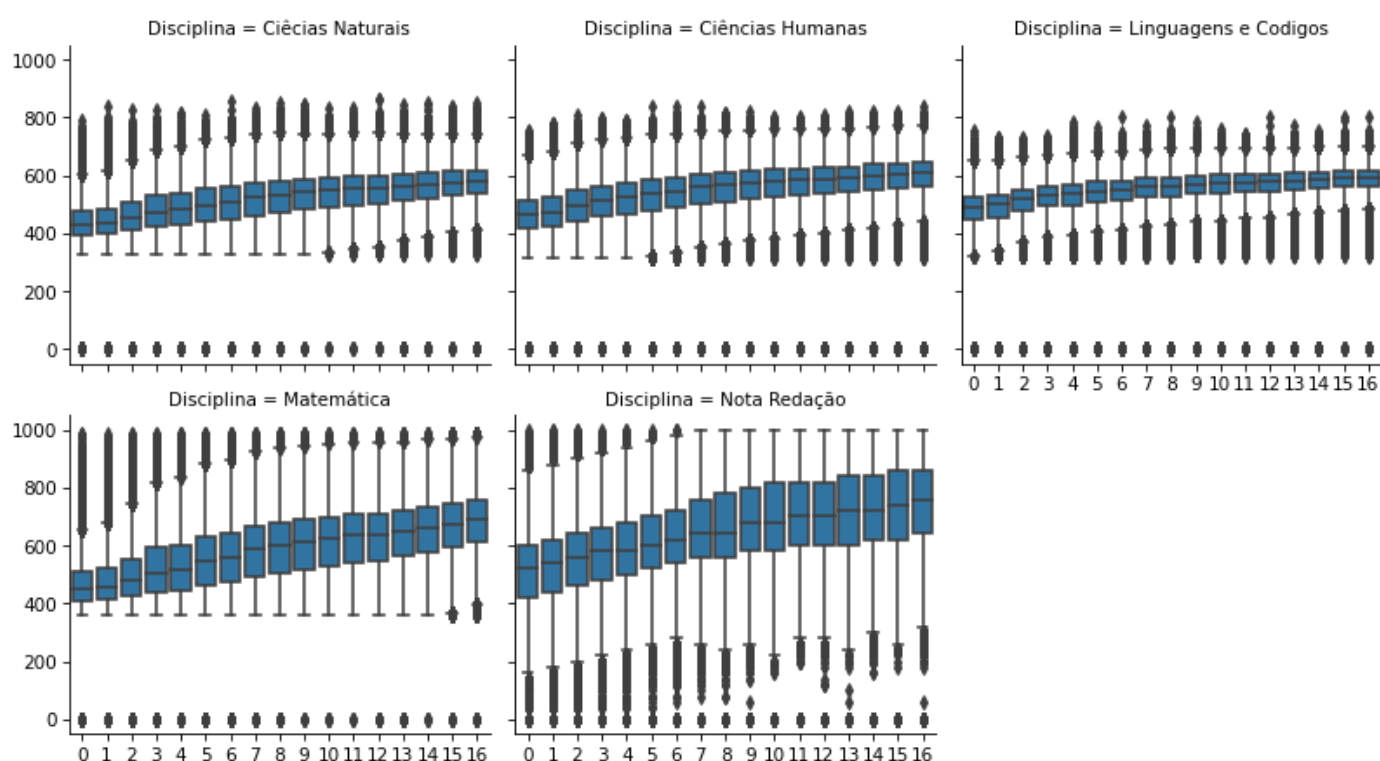 Disciplina = Ciêcias Naturais
Disciplina = Ciências Humanas
Disciplina = Linguagens e Codigos
1000
800
600
400
200
0
0 1 2 3 4 5 6 7 8 9 10 11 12 13 14 15 16
Disciplina = Matemática
Disciplina = Nota Redação
1000
800
600
400
200
0
0 1 2 3 4 5 6 7 8 9 10 11 12 13 14 15 16
0 1 2 3 4 5 6 7 8 9 10 11 12 13 14 15 16